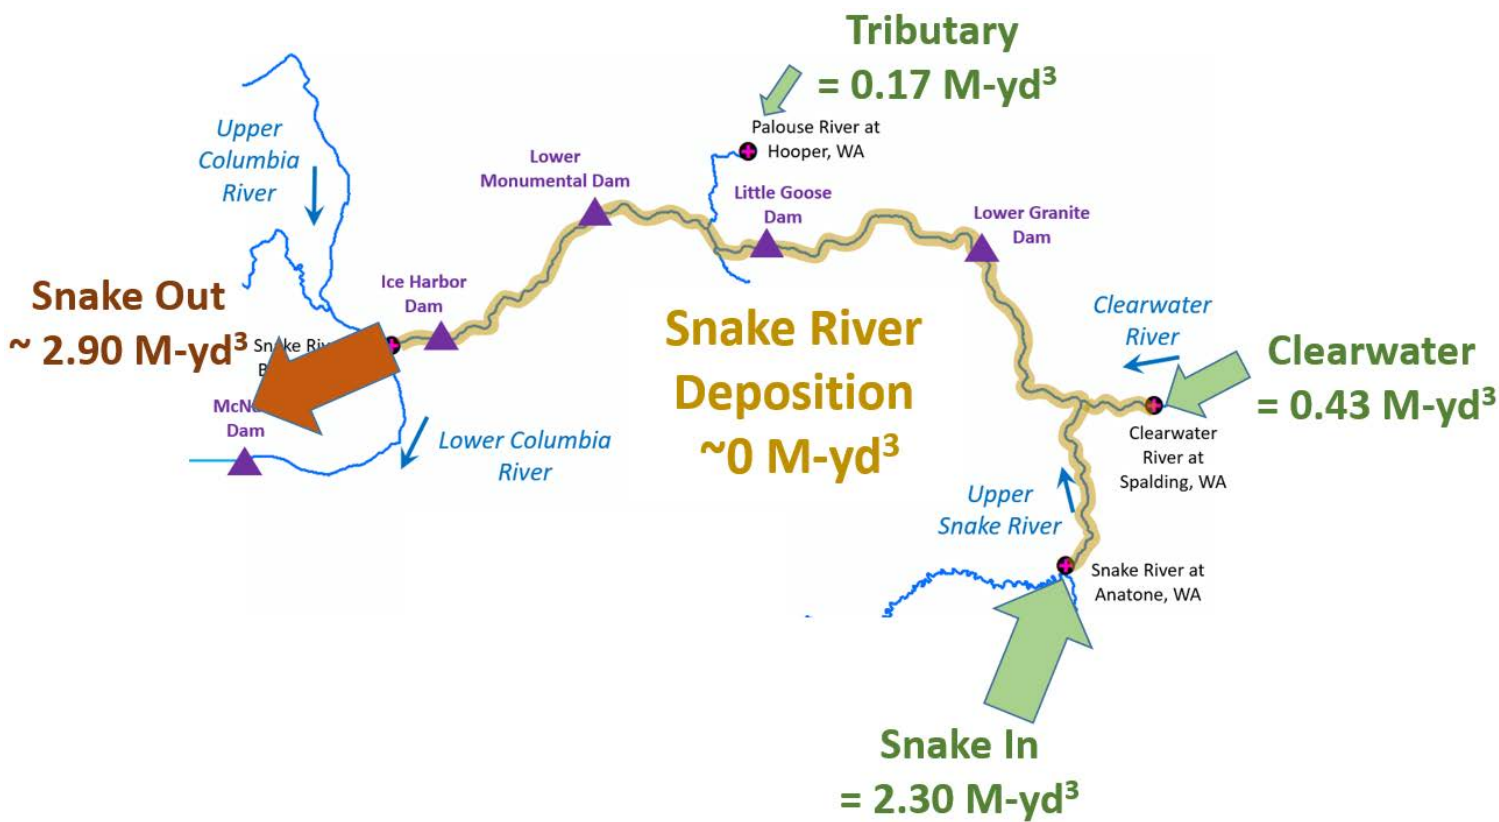 Tributary
= 0.17 M-yd³
Palouse River at
Hooper, WA
Upper
Columbia
River
Lower
Monumental Dam
Little Goose
Dam
Lower Granite
Dam
Ice Harbor
Dam
Snake Out
~ 2.90 M-yd³
Snake
Dam
Lower Columbia
River
Snake River
Deposition
~0 M-yd³
Clearwater
River
Clearwater
= 0.43 M-yd³
Clearwater
River at
Spalding, WA
Upper
Snake River
Snake River at
Anatone, WA
Snake In
= 2.30 M-yd³